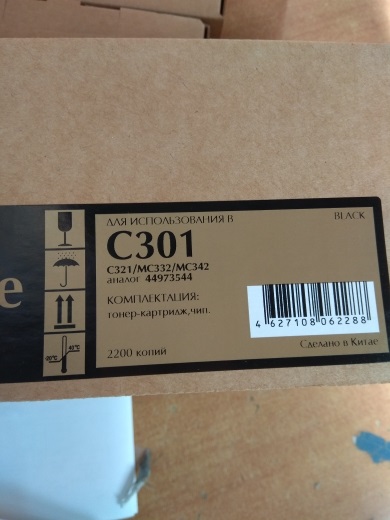 ДЛЯ ИСПОЛЬЗОВАНИЯ В
BLACK
C301
C321/MC332/MC342
аналог 44973544
КОМПЛЕКТАЦИЯ:
тонер-картридж,чип.
4 627108 062288
2200 копий
Сделано в Китае
e
-20°C
40°C